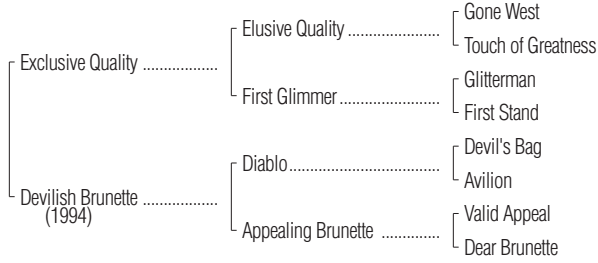 Gone West
Elusive Quality ...................
Touch of Greatness
Exclusive Quality ..................
Glitterman
First Glimmer........................
First Stand
Devil's Bag
Diablo....................................
Avilion
Devilish Brunette ..................
(1994)
Valid Appeal
Appealing Brunette ..............
Dear Brunette